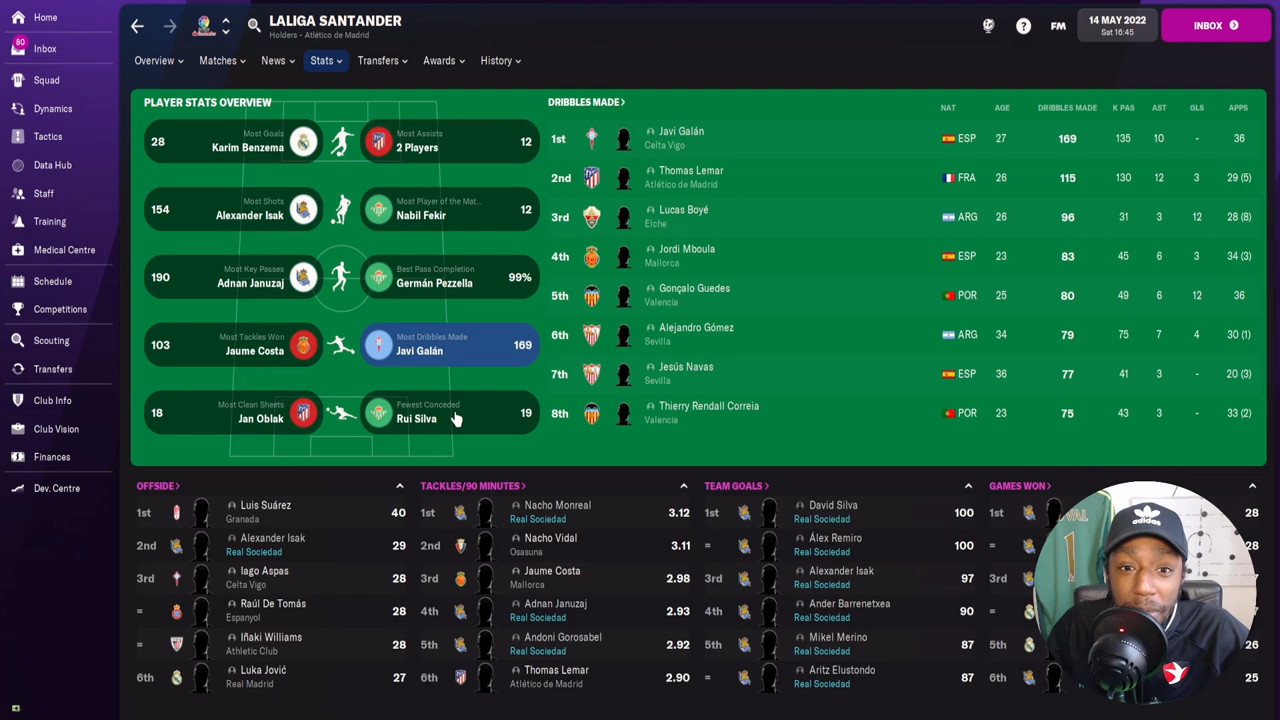 Home
80
Inbox
Squad
Dynamics
Tactics
Data Hub
Staff
Training
Medical Centre
Schedule
Competitions
Scouting
Transfers
Club Info
Club Vision
Finances
Dev. Centre
LALIGA SANTANDER
Holders - Atlético de Madrid
?
FM
14 MAY 2022
Sat 16:45
INBOX
Overview
Matches
News
Stats
Transfers
Awards
History
PLAYER STATS OVERVIEW
28
Most Goals
Karim Benzema
Most Assists
2 Players
12
154
Most Shots
Alexander Isak
Most Player of the Mat...
Nabil Fekir
12
190
Most Key Passes
Adnan Januzaj
Best Pass Completion
Germán Pezzella
99%
103
Most Tackles Won
Jaume Costa
Most Dribbles Made
Javi Galán
169
18
Most Clean Sheets
Jan Oblak
Fewest Conceded
Rui Silva
19
DRIBBLES MADE>
NAT AGE DRIBBLES MADE K PAS AST GLS APPS
1st Javi Galán ESP 27 169 135 10 - 36
Celta Vigo
2nd Thomas Lemar FRA 26 115 130 12 3 29 (5)
Atlético de Madrid
3rd Lucas Boyé ARG 26 96 31 3 12 28 (8)
Elche
4th Jordi Mboula ESP 23 83 45 6 3 34 (3)
Mallorca
5th Gonçalo Guedes POR 25 80 49 6 12 36
Valencia
6th Alejandro Gómez ARG 34 79 75 7 4 30 (1)
Sevilla
7th Jesús Navas ESP 36 77 41 3 - 20 (3)
Sevilla
8th Thierry Rendall Correia POR 23 75 43 3 - 33 (2)
Valencia
OFFSIDE>
1st Luis Suárez 40
Granada
2nd Alexander Isak 29
Real Sociedad
3rd Iago Aspas 28
Celta Vigo
= Raúl De Tomás 28
Espanyol
= Iñaki Williams 28
Athletic Club
6th Luka Jović 27
Real Madrid
TACKLES/90 MINUTES>
1st Nacho Monreal 3.12
Real Sociedad
2nd Nacho Vidal 3.11
Osasuna
3rd Jaume Costa 2.98
Mallorca
4th Adnan Januzaj 2.93
Real Sociedad
5th Andoni Gorosabel 2.92
Real Sociedad
6th Thomas Lemar 2.90
Atlético de Madrid
TEAM GOALS>
1st David Silva 100
Real Sociedad
= Álex Remiro 100
Real Sociedad
3rd Alexander Isak 97
Real Sociedad
4th Ander Barrenetxea 90
Real Sociedad
5th Mikel Merino 87
Real Sociedad
= Aritz Elustondo 87
Real Sociedad
GAMES WON>
1st 28
= 28
3rd
=
5th 26
6th 25
adidas